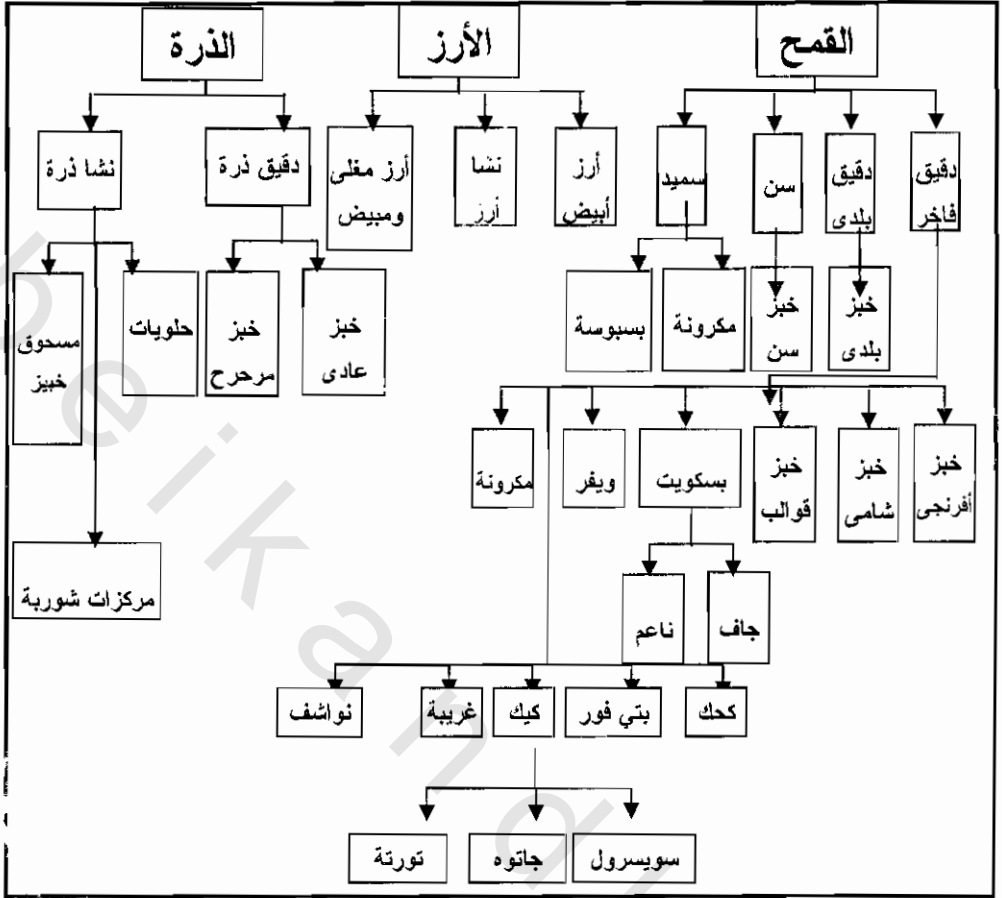 القمح
الأرز
الذرة
دقيق
فاخر
دقيق
بلدى
سن
سميد
أرز
أبيض
نشا
أرز
أرز مغلى
ومبيض
دقيق ذرة
نشا ذرة
خبز
بلدى
خبز
سن
مكرونة
بسبوسة
خبز
عادى
خبز
مرحرح
حلويات
مسحوق
خبيز
خبز
أفرنجى
خبز
شامى
خبز
قوالب
بسكويت
ويفر
مكرونة
مركزات شوربة
جاف
ناعم
كحك
بتي فور
كيك
غريبة
نواشف
سويسرول
جاتوه
تورتة
beikand